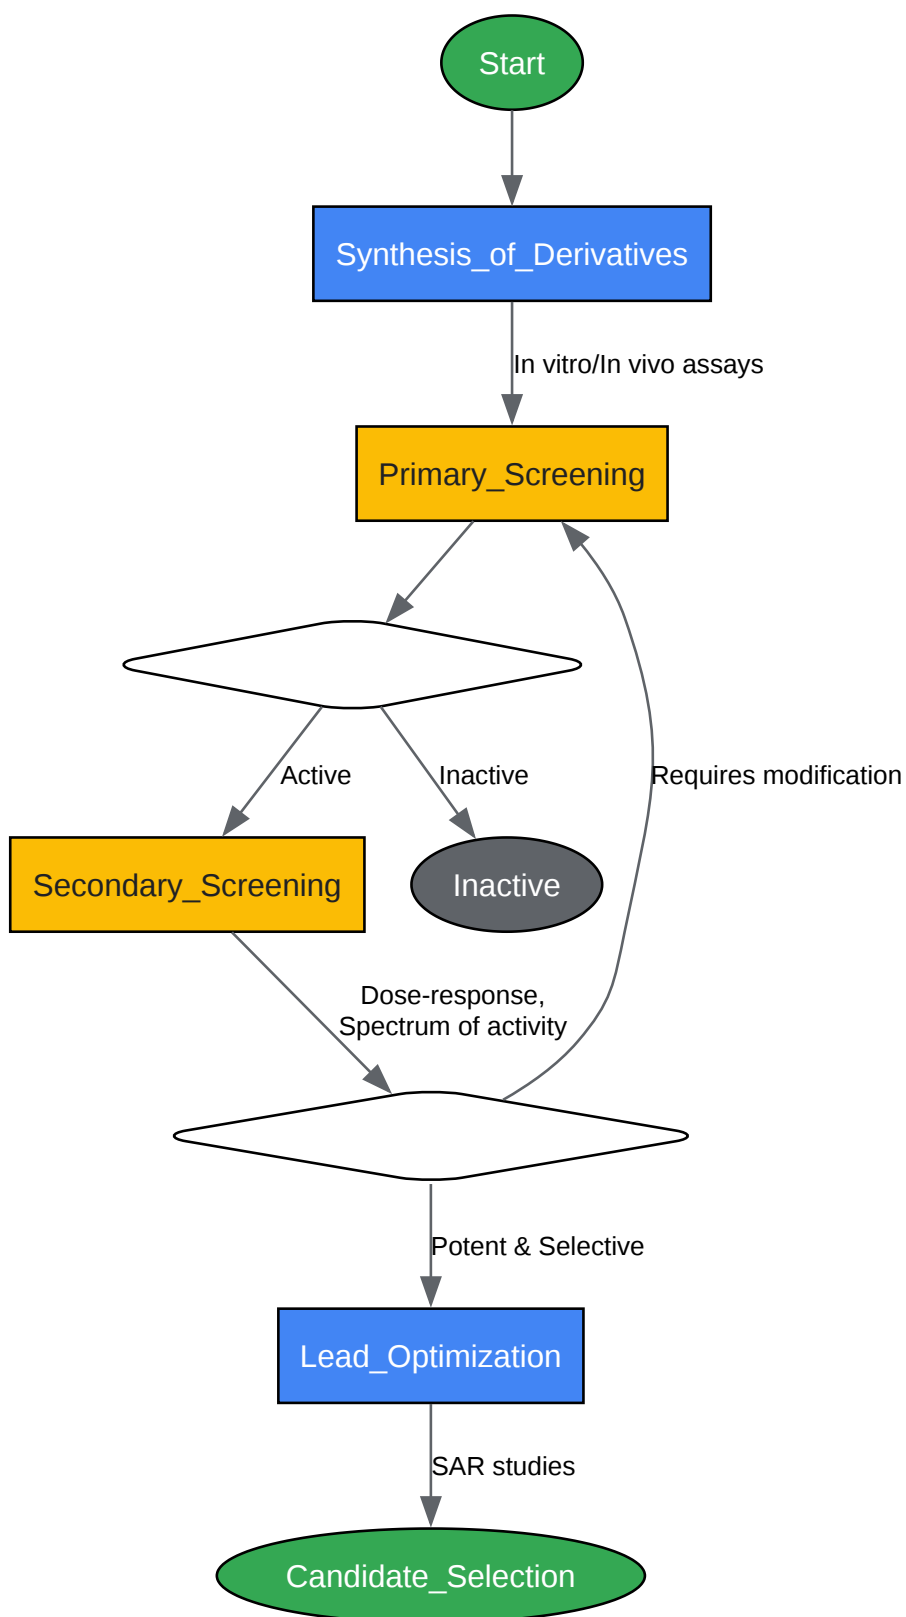 Start
Synthesis_of_Derivatives
In vitro/In vivo assays
Primary_Screening
Active
Inactive
Requires modification
Secondary_Screening
Inactive
Dose-response,
Spectrum of activity
Potent & Selective
Lead_Optimization
SAR studies
Candidate_Selection